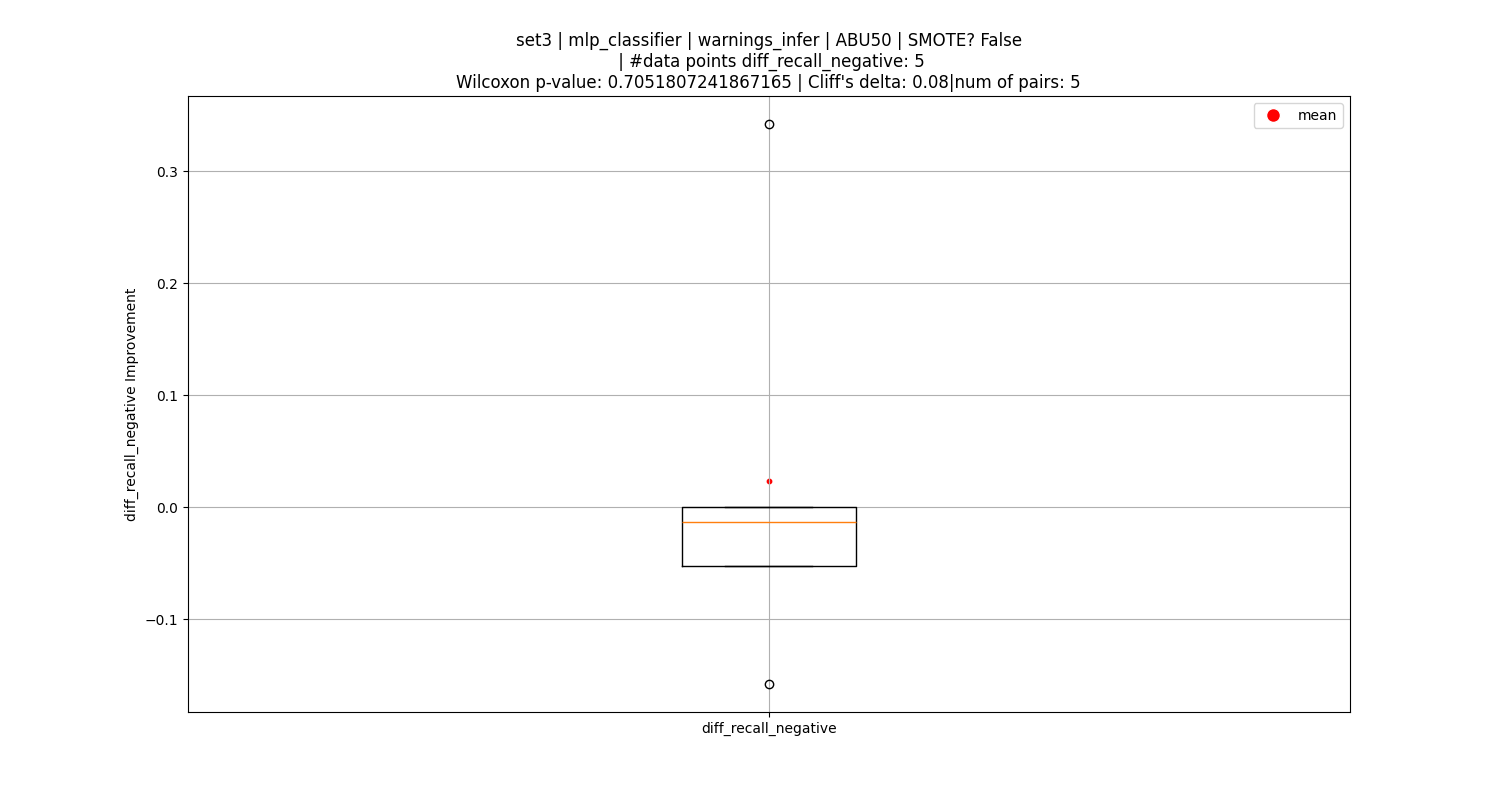 set3 | mlp_classifier | warnings_infer | ABU50 | SMOTE? False
| #data points diff_recall_negative: 5
Wilcoxon p-value: 0.7051807241867165 | Cliff's delta: 0.08|num of pairs: 5
mean
0.3
0.2
0.1
0.0
−0.1
diff_recall_negative Improvement
diff_recall_negative